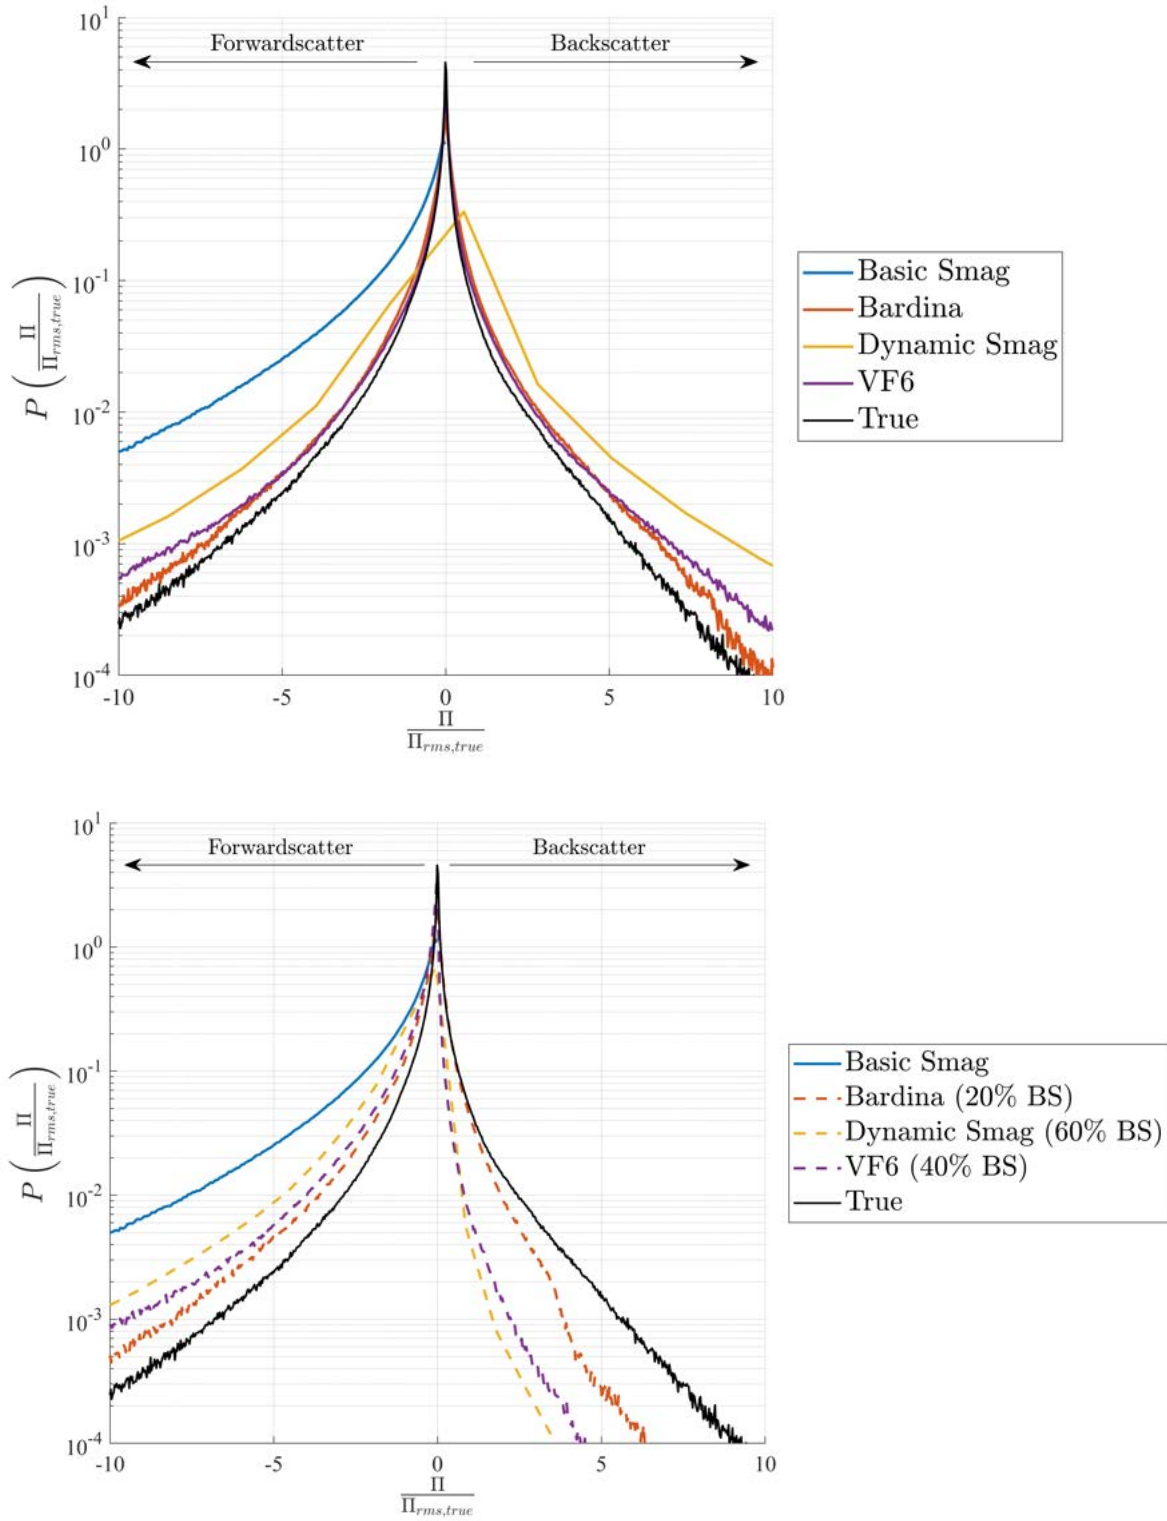 10^1
Forwardscatter Backscatter
10^0
10^-1
P ( Π / Π_rms,true )
10^-2
10^-3
10^-4
-10 -5 0 5 10
Π / Π_rms,true
Basic Smag
Bardina
Dynamic Smag
VF6
True
10^1
Forwardscatter Backscatter
10^0
10^-1
P ( Π / Π_rms,true )
10^-2
10^-3
10^-4
-10 -5 0 5 10
Π / Π_rms,true
Basic Smag
Bardina (20% BS)
Dynamic Smag (60% BS)
VF6 (40% BS)
True